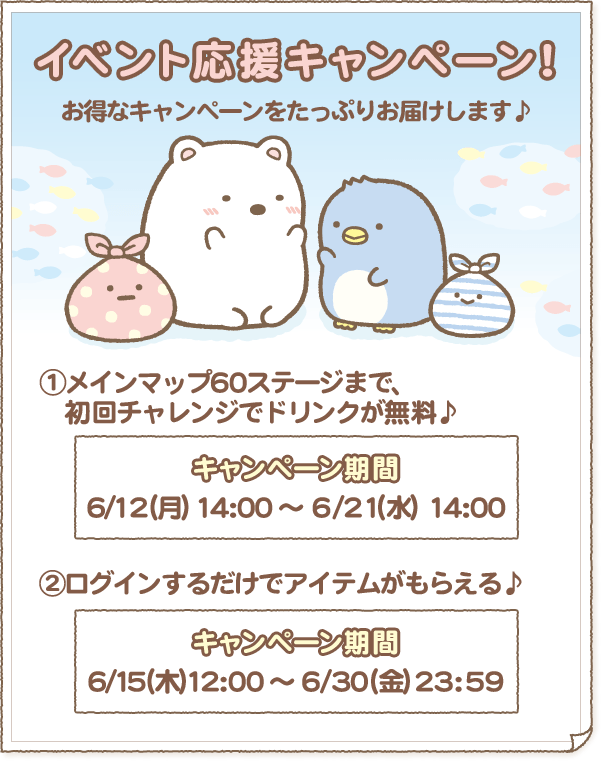 イベント応援キャンペーン!
お得なキャンペーンをたっぷりお届けします♪
①メインマップ60ステージまで、
初回チャレンジでドリンクが無料♪
キャンペーン期間
6/12(月) 14:00 ～ 6/21(水) 14:00
②ログインするだけでアイテムがもらえる♪
キャンペーン期間
6/15(木)12:00 ～ 6/30(金) 23:59